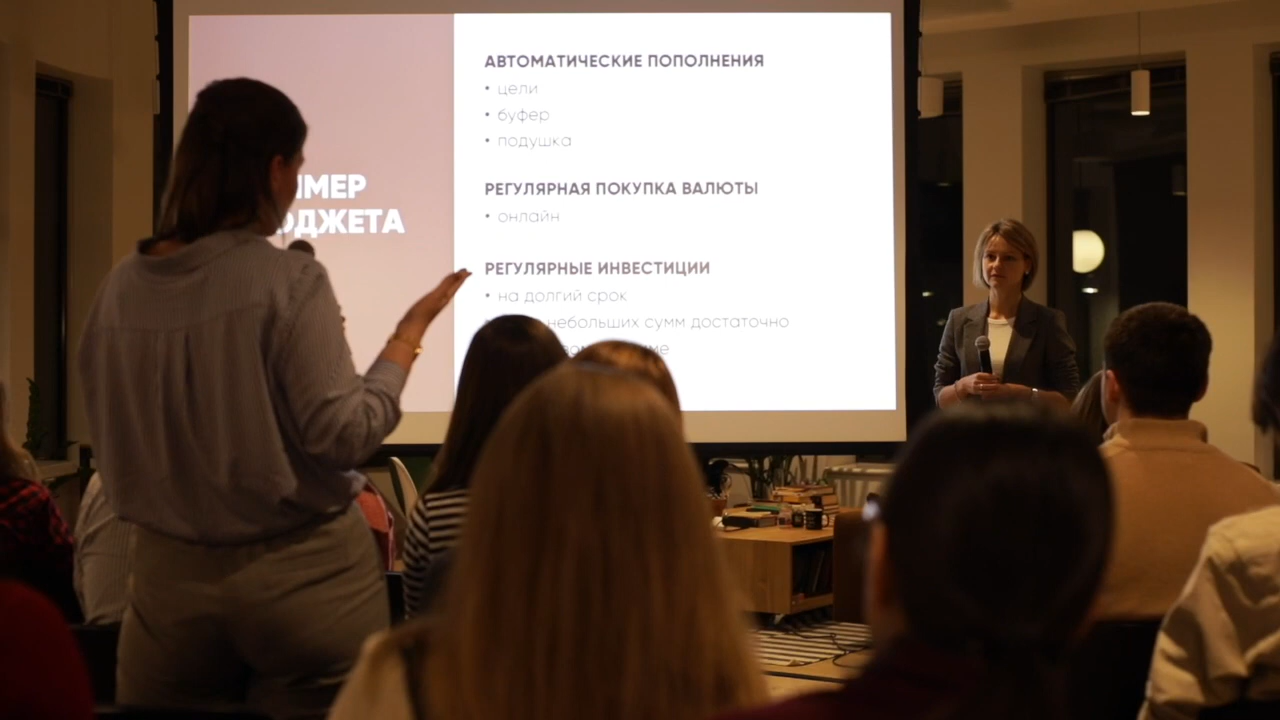 АВТОМАТИЧЕСКИЕ ПОПОЛНЕНИЯ
• цели
• буфер
• подушка
РЕГУЛЯРНАЯ ПОКУПКА ВАЛЮТЫ
• онлайн
РЕГУЛЯРНЫЕ ИНВЕСТИЦИИ
• на долгий срок
небольших сумм достаточно